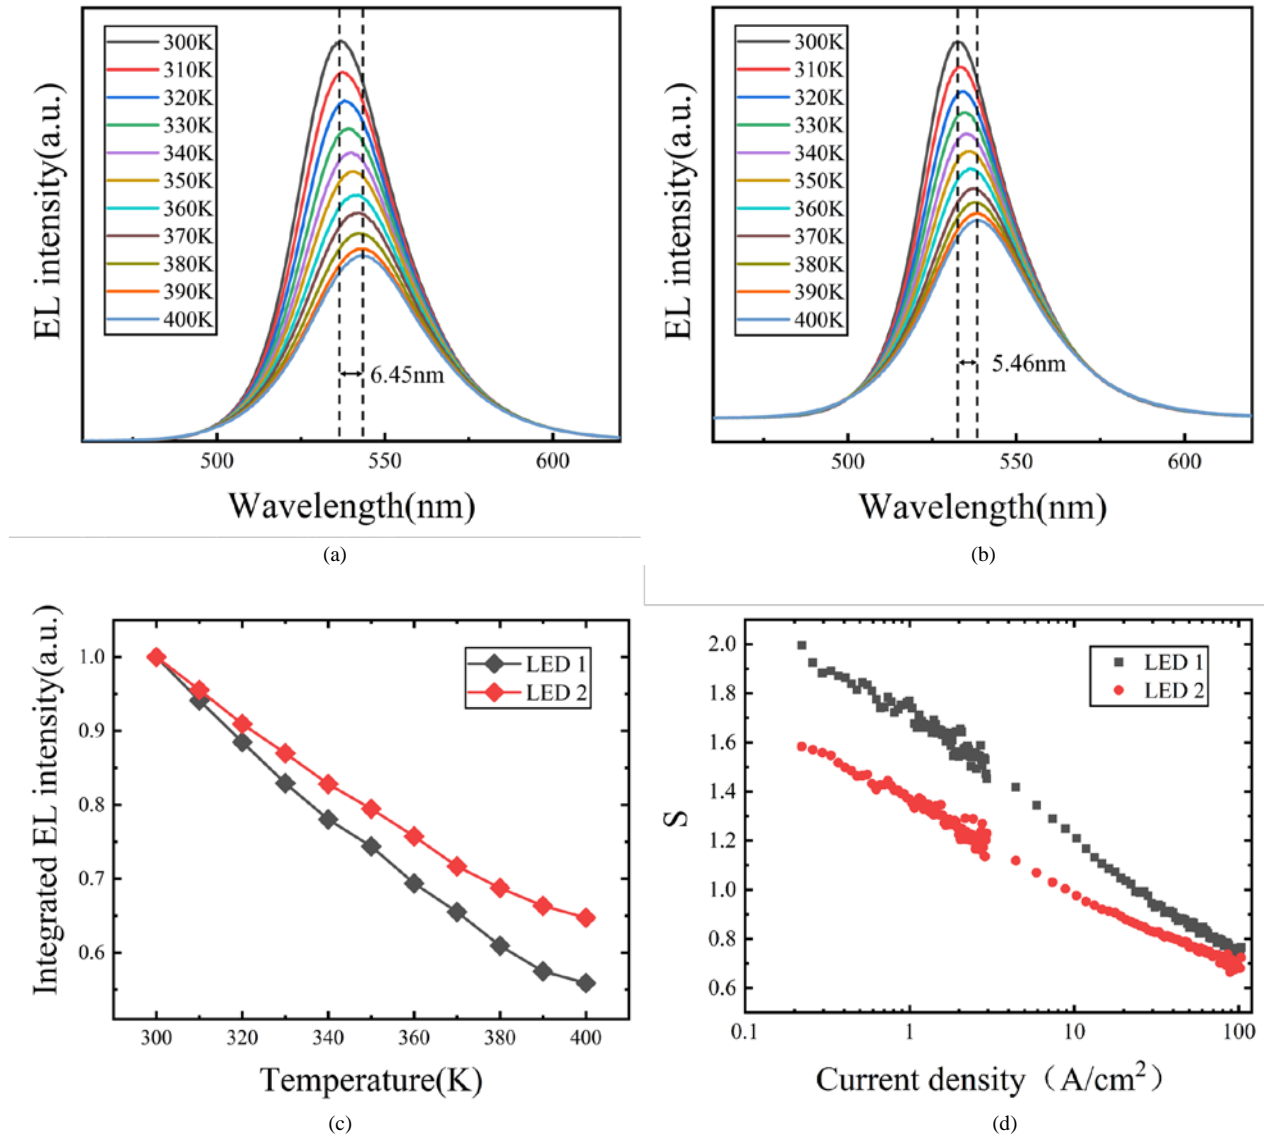 EL intensity(a.u.)
300K
310K
320K
330K
340K
350K
360K
370K
380K
390K
400K
6.45nm
500
550
600
Wavelength(nm)
(a)
EL intensity(a.u.)
300K
310K
320K
330K
340K
350K
360K
370K
380K
390K
400K
5.46nm
500
550
600
Wavelength(nm)
(b)
Integrated EL intensity(a.u.)
1.0
0.9
0.8
0.7
0.6
LED 1
LED 2
300
320
340
360
380
400
Temperature(K)
(c)
S
2.0
1.8
1.6
1.4
1.2
1.0
0.8
0.6
LED 1
LED 2
0.1
1
10
100
Current density（A/cm²）
(d)